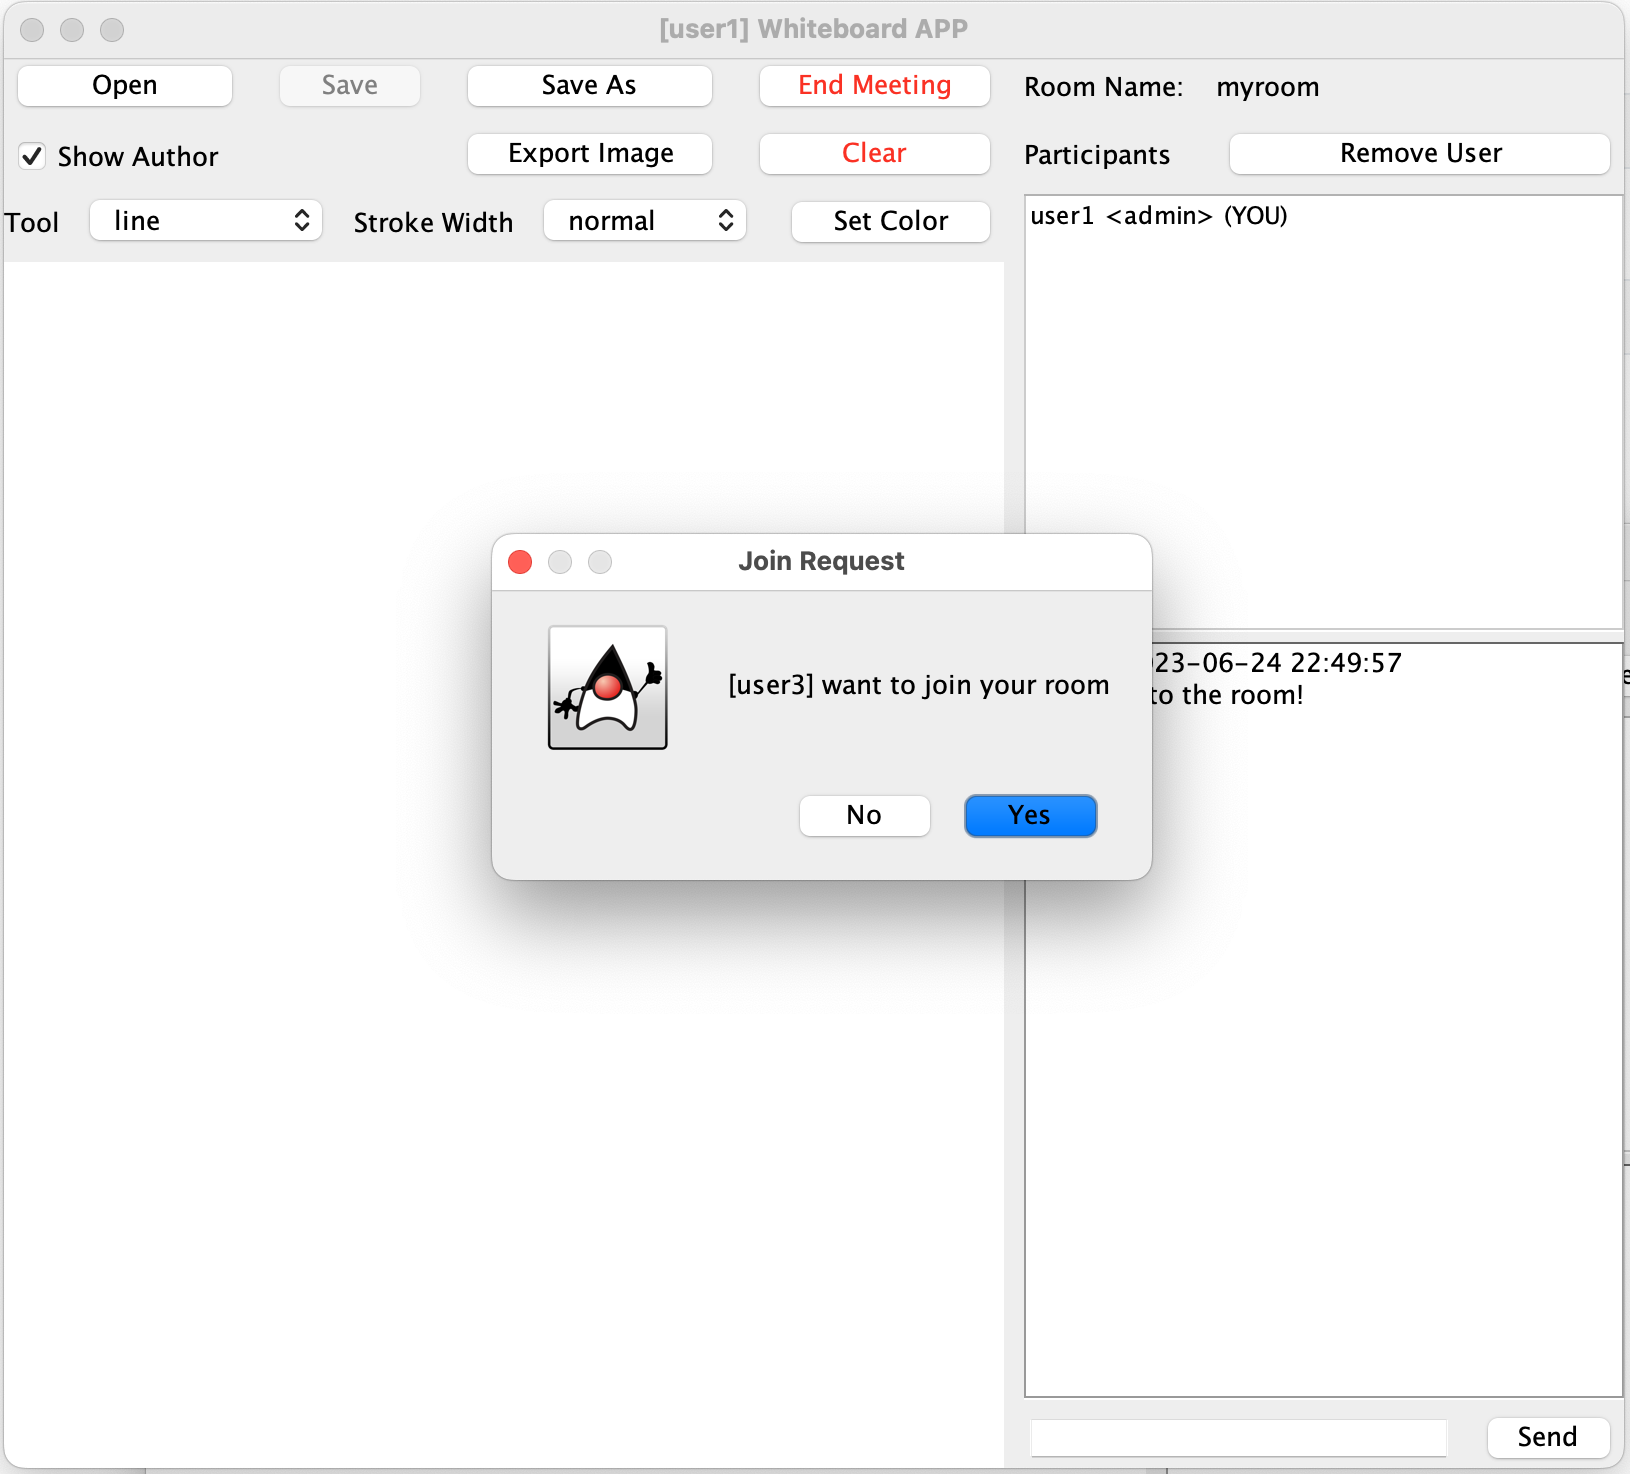 [user1] Whiteboard APP
Open Save Save As End Meeting Room Name: myroom
Show Author Export Image Clear Participants Remove User
Tool line Stroke Width normal Set Color
user1 <admin> (YOU)
Join Request
[user3] want to join your room
No Yes
23-06-24 22:49:57
to the room!
Send